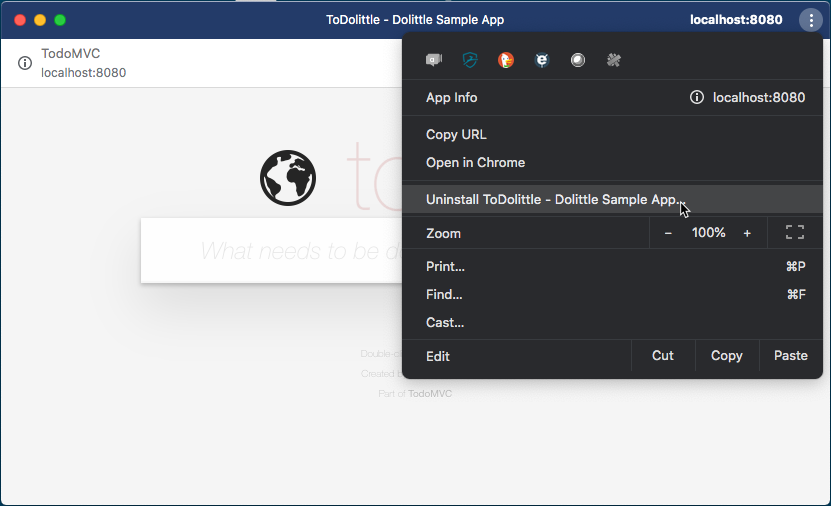 ToDolittle - Dolittle Sample App
localhost:8080
TodoMVC
localhost:8080
App Info
localhost:8080
Copy URL
Open in Chrome
Uninstall ToDolittle - Dolittle Sample App...
Zoom - 100% +
Print... ⌘P
Find... ⌘F
Cast...
Edit Cut Copy Paste
What needs to be
Created
Part of TodoMVC